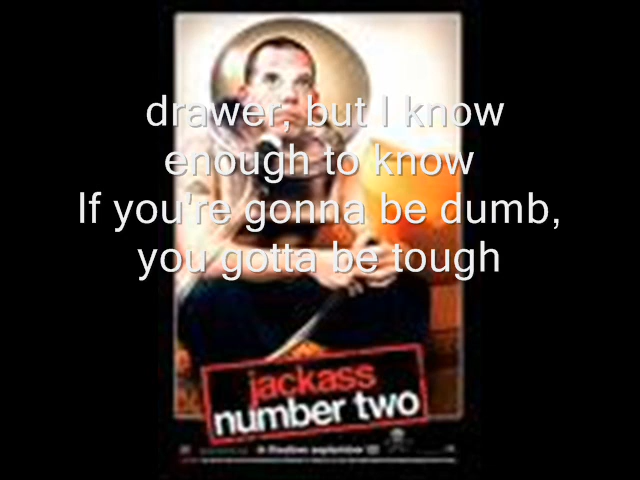 drawer, but I know
enough to know
If you're gonna be dumb,
you gotta be tough
jackass
number two